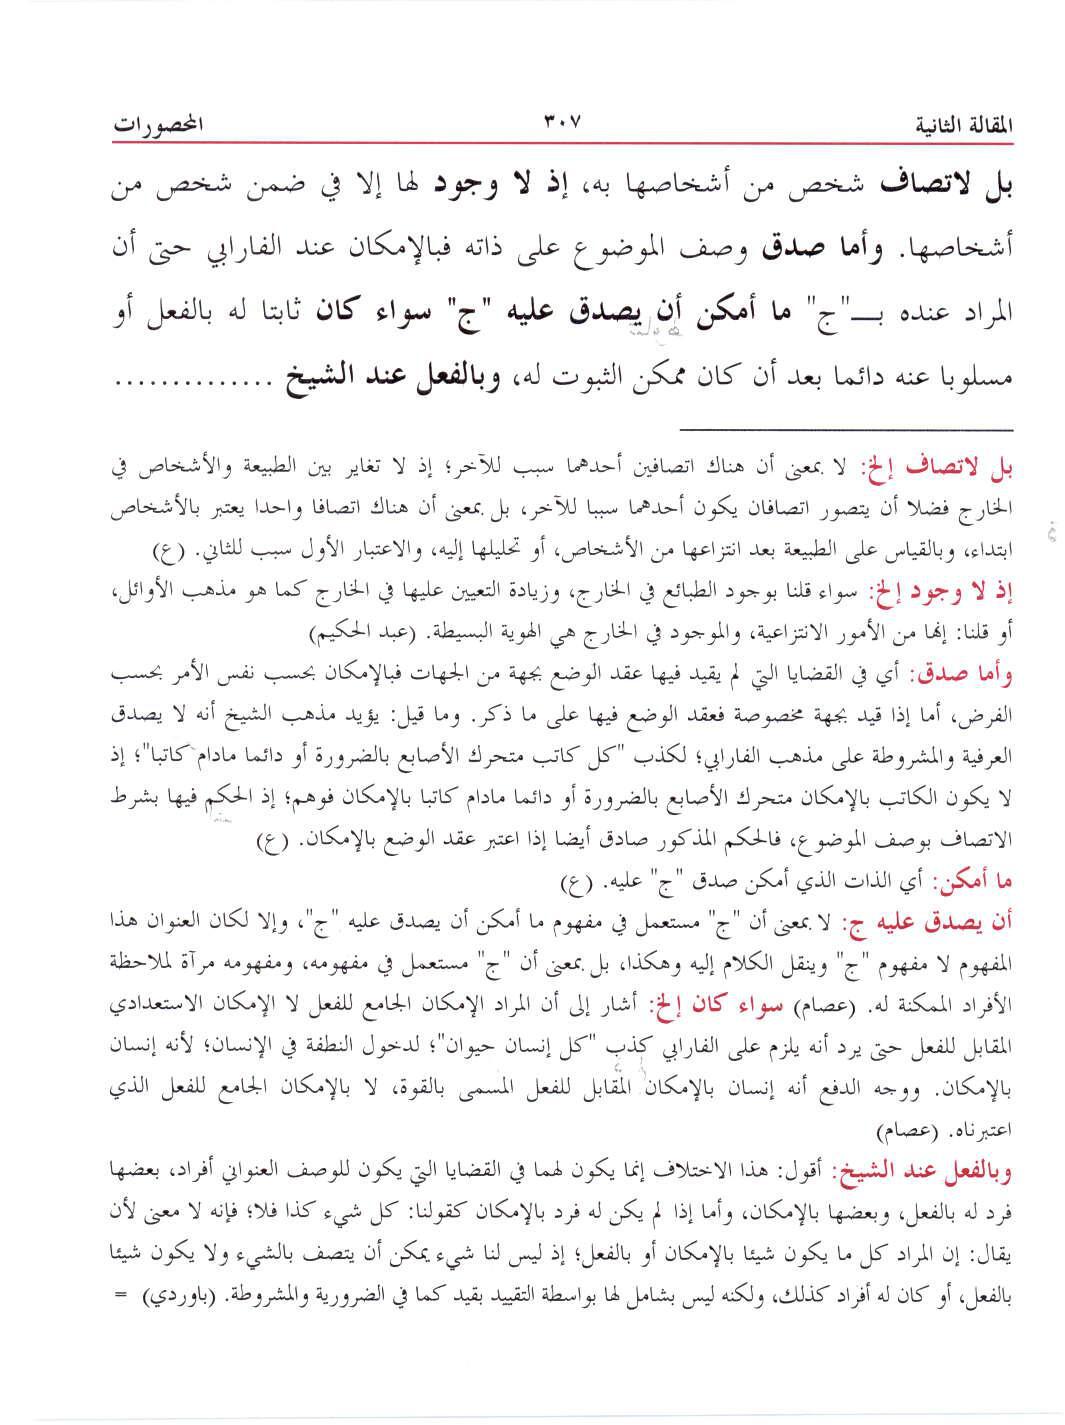 المقالة الثانية ٣٠٧ المحصورات
بل لاتصاف شخص من أشخاصها به، إذ لا وجود لها إلا في ضمن شخص من
أشخاصها. وأما صدق وصف الموضوع على ذاته فبالإمكان عند الفارابي حتى أن
المراد عنده بــ"ج" ما أمكن أن يصدق عليه "ج" سواء كان ثابتا له بالفعل أو
مسلوبا عنه دائما بعد أن كان ممكن الثبوت له، وبالفعل عند الشيخ ..............
بل لاتصاف إلخ: لا بمعنى أن هناك اتصافين أحدهما سبب للآخر؛ إذ لا تغاير بين الطبيعة والأشخاص في
الخارج فضلا أن يتصور اتصافان يكون أحدهما سببا للآخر، بل بمعنى أن هناك اتصافا واحدا يعتبر بالأشخاص
ابتداء، وبالقياس على الطبيعة بعد انتزاعها من الأشخاص، أو تحليلها إليه، والاعتبار الأول سبب للثاني. (ع)
إذ لا وجود إلخ: سواء قلنا بوجود الطبائع في الخارج، وزيادة التعيين عليها في الخارج كما هو مذهب الأوائل،
أو قلنا: إنها من الأمور الانتزاعية، والموجود في الخارج هي الهوية البسيطة. (عبد الحكيم)
وأما صدق: أي في القضايا التي لم يقيد فيها عقد الوضع بجهة من الجهات فبالإمكان بحسب نفس الأمر بحسب
الفرض، أما إذا قيد بجهة مخصوصة فعقد الوضع فيها على ما ذكر. وما قيل: يؤيد مذهب الشيخ أنه لا يصدق
العرفية والمشروطة على مذهب الفارابي؛ لكذب "كل كاتب متحرك الأصابع بالضرورة أو دائما مادام كاتبا"؛ إذ
لا يكون الكاتب بالإمكان متحرك الأصابع بالضرورة أو دائما مادام كاتبا بالإمكان فوهم؛ إذ الحكم فيها بشرط
الاتصاف بوصف الموضوع، فالحكم المذكور صادق أيضا إذا اعتبر عقد الوضع بالإمكان. (ع)
ما أمكن: أي الذات الذي أمكن صدق "ج" عليه. (ع)
أن يصدق عليه ج: لا بمعنى أن "ج" مستعمل في مفهوم ما أمكن أن يصدق عليه "ج"، وإلا لكان العنوان هذا
المفهوم لا مفهوم "ج" وينقل الكلام إليه وهكذا، بل بمعنى أن "ج" مستعمل في مفهومه، ومفهومه مرآة لملاحظة
الأفراد الممكنة له. (عصام) سواء كان إلخ: أشار إلى أن المراد الإمكان الجامع للفعل لا الإمكان الاستعدادي
المقابل للفعل حتى يرد أنه يلزم على الفارابي كذب "كل إنسان حيوان"؛ لدخول النطفة في الإنسان؛ لأنه إنسان
بالإمكان. ووجه الدفع أنه إنسان بالإمكان المقابل للفعل المسمى بالقوة، لا بالإمكان الجامع للفعل الذي
اعتبرناه. (عصام)
وبالفعل عند الشيخ: أقول: هذا الاختلاف إنما يكون لهما في القضايا التي يكون للوصف العنواني أفراد، بعضها
فرد له بالفعل، وبعضها بالإمكان، وأما إذا لم يكن له فرد بالإمكان كقولنا: كل شيء كذا فلا؛ فإنه لا معنى لأن
يقال: إن المراد كل ما يكون شيئا بالإمكان أو بالفعل؛ إذ ليس لنا شيء يمكن أن يتصف بالشيء ولا يكون شيئا
بالفعل، أو كان له أفراد كذلك، ولكنه ليس بشامل لها بواسطة التقييد بقيد كما في الضرورية والمشروطة. (باوردي) =